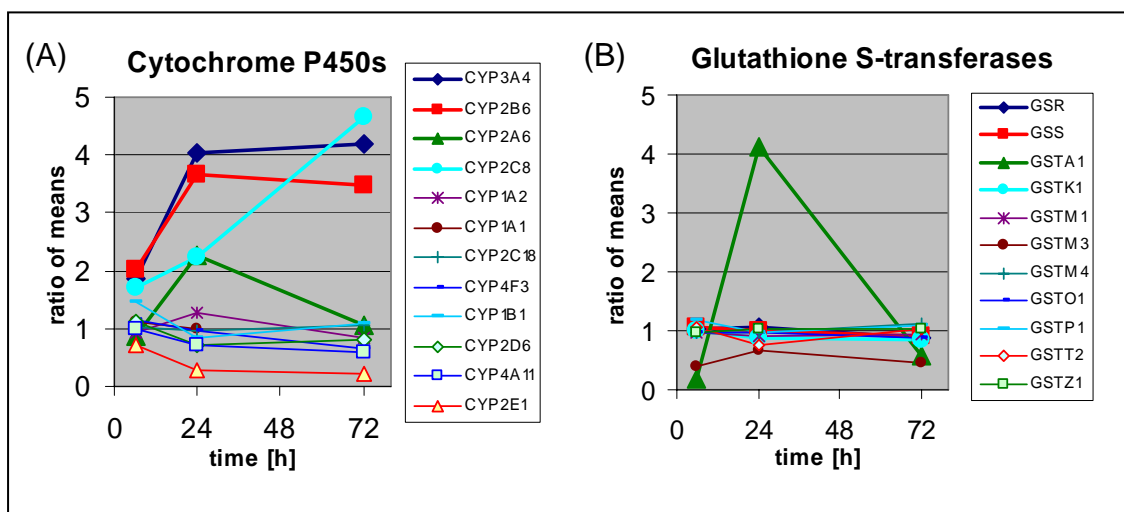 (A)
Cytochrome P450s
ratio of means
5
4
3
2
1
0
0 24 48 72
time [h]
CYP3A4
CYP2B6
CYP2A6
CYP2C8
CYP1A2
CYP1A1
CYP2C18
CYP4F3
CYP1B1
CYP2D6
CYP4A11
CYP2E1
(B)
Glutathione S-transferases
ratio of means
5
4
3
2
1
0
0 24 48 72
time [h]
GSR
GSS
GSTA1
GSTK1
GSTM1
GSTM3
GSTM4
GSTO1
GSTP1
GSTT2
GSTZ1